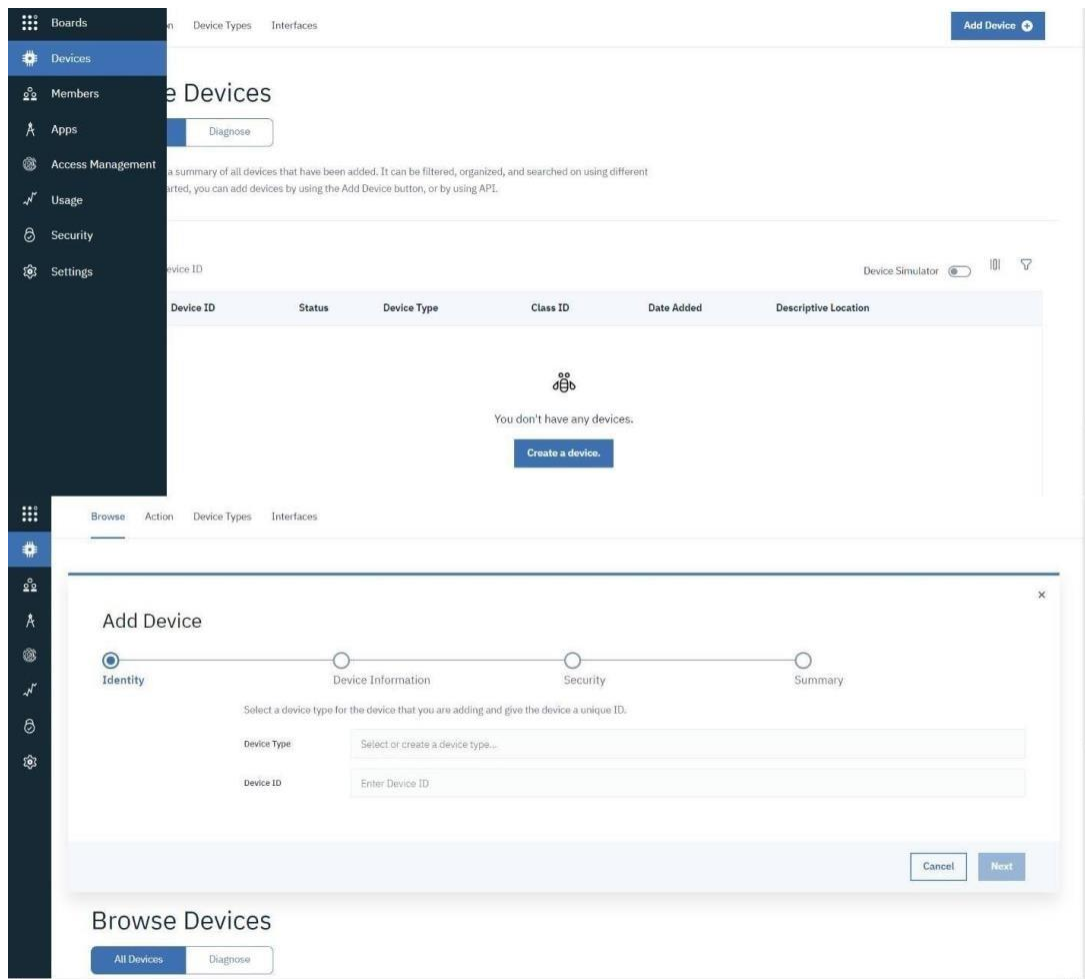 Boards
n Device Types Interfaces
Add Device
Devices
Members
e Devices
Apps
Diagnose
Access Management
a summary of all devices that have been added. It can be filtered, organized, and searched on using different
arted, you can add devices by using the Add Device button, or by using API.
Usage
Security
Settings
evice ID
Device Simulator
Device ID Status Device Type Class ID Date Added Descriptive Location
You don't have any devices.
Create a device.
Browse Action Device Types Interfaces
Add Device
Identity Device Information Security Summary
Select a device type for the device that you are adding and give the device a unique ID.
Device Type Select or create a device type...
Device ID Enter Device ID
Cancel Next
Browse Devices
All Devices Diagnose